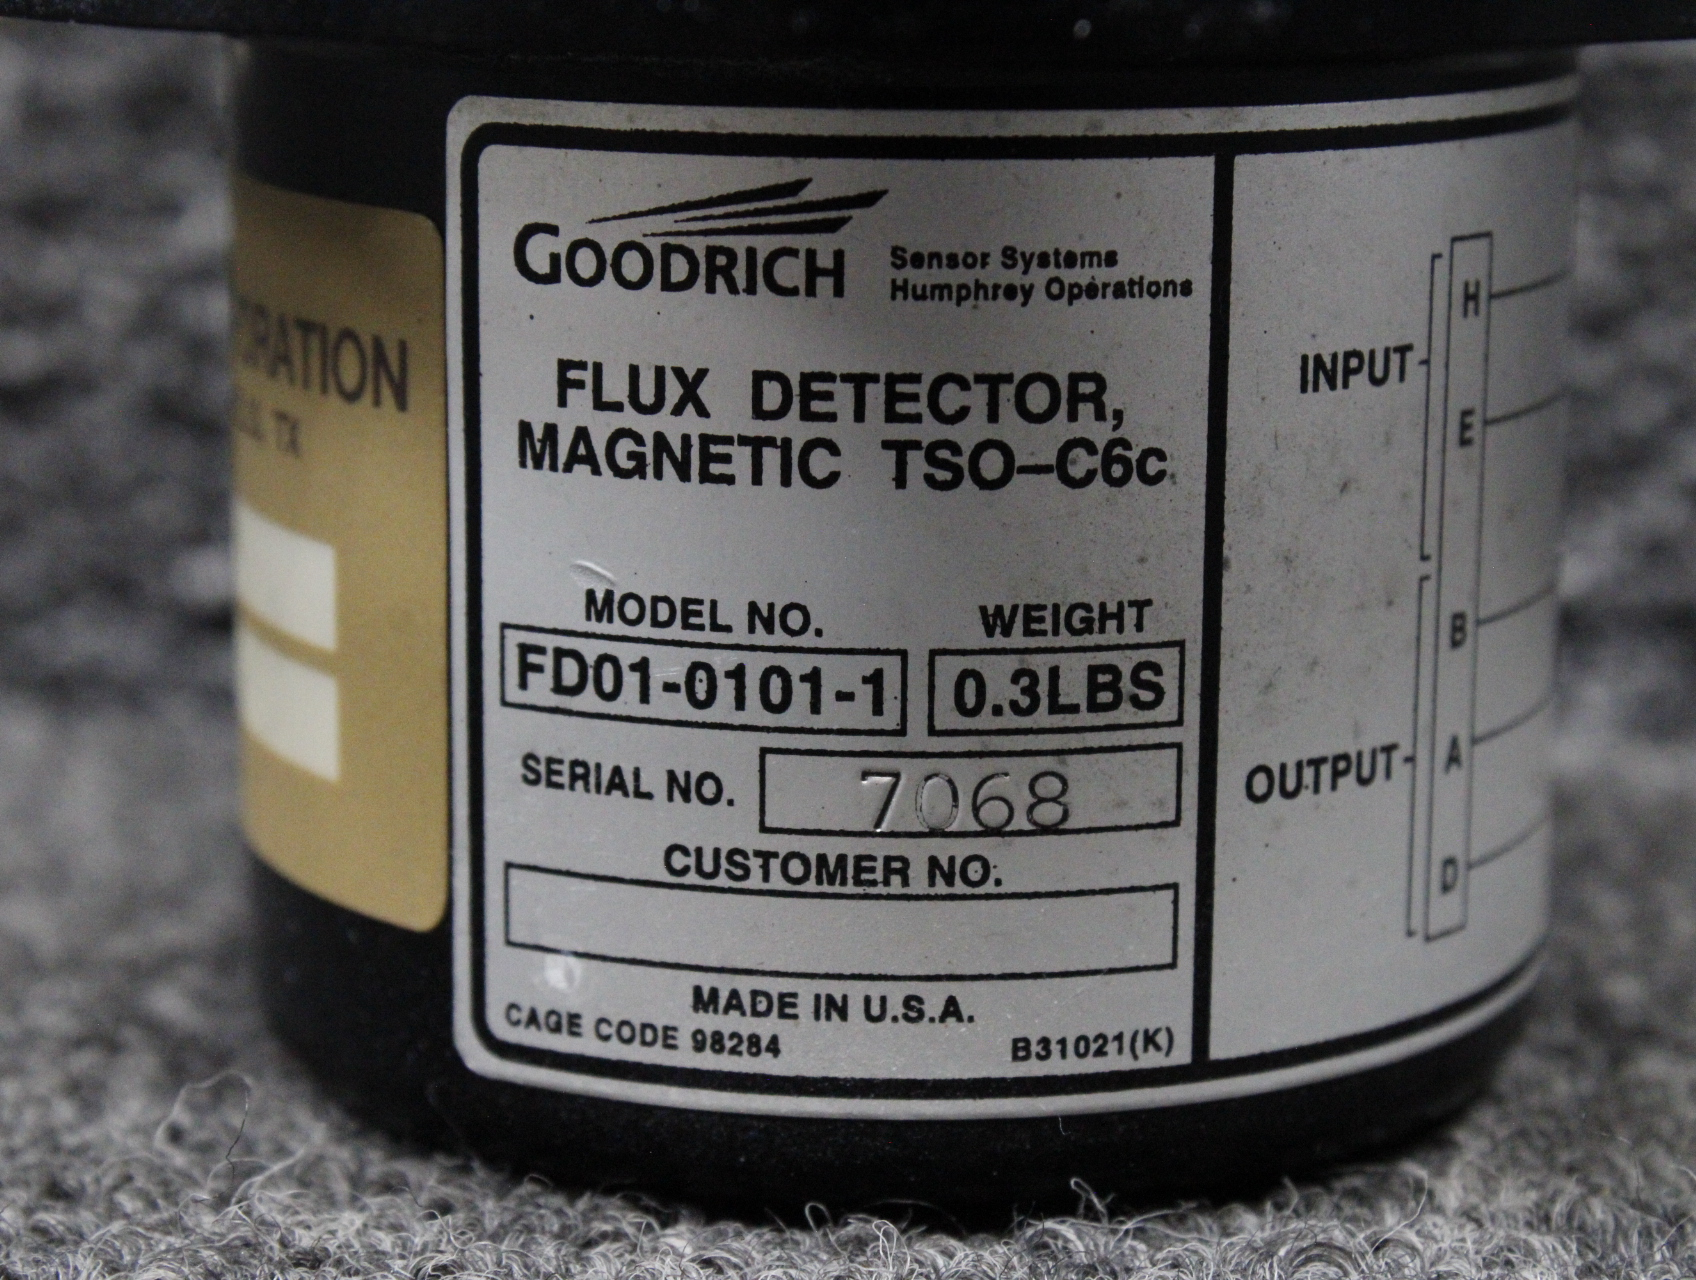 TX
GOODRICH
Sensor Systems
Humphrey Operations
FLUX DETECTOR,
MAGNETIC TSO-C6c
MODEL NO.
WEIGHT
FD01-0101-1
0.3LBS
SERIAL NO.
7068
CUSTOMER NO.
MADE IN U.S.A.
CAGE CODE 98284
B31021(K)
INPUT
H
E
OUTPUT
B
A
D